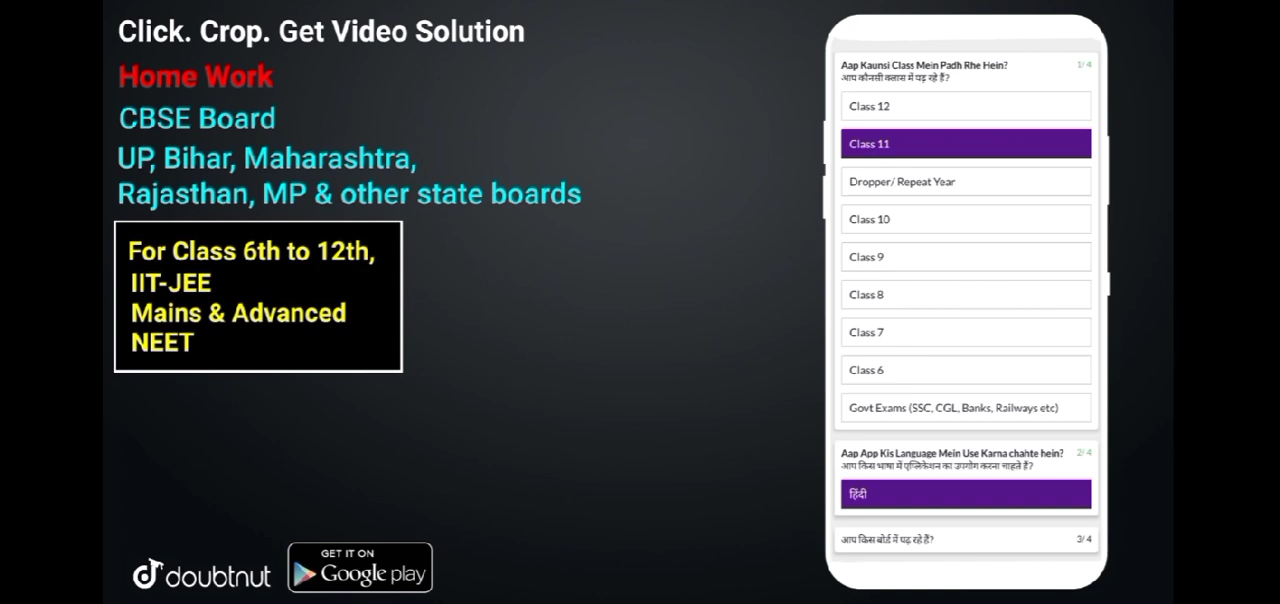 Click. Crop. Get Video Solution
Home Work
CBSE Board
UP, Bihar, Maharashtra,
Rajasthan, MP & other state boards
For Class 6th to 12th,
IIT-JEE
Mains & Advanced
NEET
doubtnut
GET IT ON
Google play
Aap Kaunsi Class Mein Padh Rhe Hein? 1/4
आप कौनसी क्लास में पढ़ रहे हैं?
Class 12
Class 11
Dropper/ Repeat Year
Class 10
Class 9
Class 8
Class 7
Class 6
Govt Exams (SSC, CGL, Banks, Railways etc)
Aap App Kis Language Mein Use Karna chahte hein? 2/4
आप किस भाषा में एप्लिकेशन का उपयोग करना चाहते हैं?
हिंदी
आप किस बोर्ड में पढ़ रहे हैं? 3/4